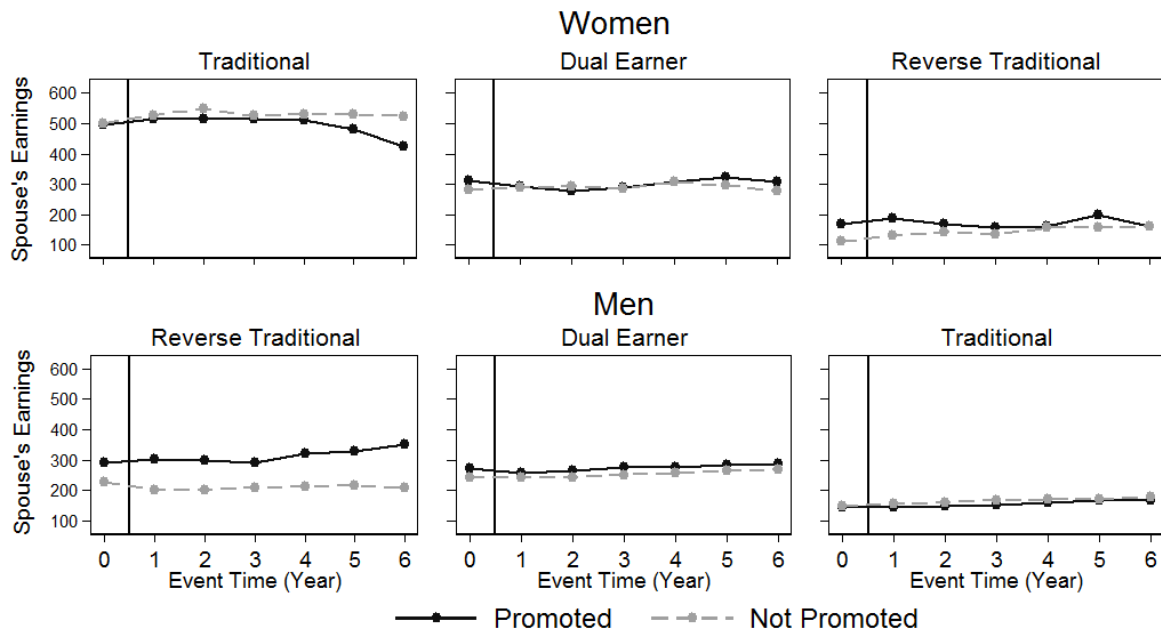 Women
Traditional Dual Earner Reverse Traditional
Spouse's Earnings
600
500
400
300
200
100
Men
Reverse Traditional Dual Earner Traditional
Spouse's Earnings
600
500
400
300
200
100
0 1 2 3 4 5 6 0 1 2 3 4 5 6 0 1 2 3 4 5 6
Event Time (Year) Event Time (Year) Event Time (Year)
Promoted Not Promoted